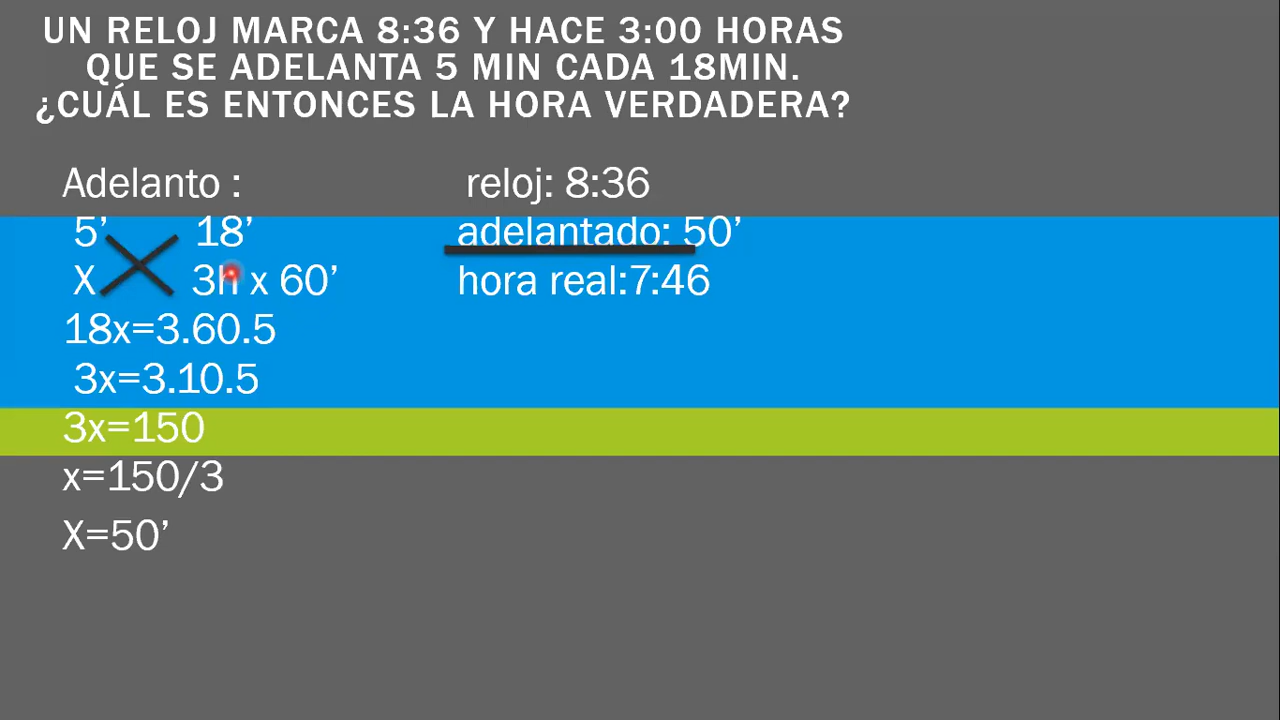 UN RELOJ MARCA 8:36 Y HACE 3:00 HORAS
QUE SE ADELANTA 5 MIN CADA 18MIN.
¿CUÁL ES ENTONCES LA HORA VERDADERA?
Adelanto :
5’ 18’
X 3h x 60’
18x=3.60.5
3x=3.10.5
3x=150
x=150/3
X=50’
reloj: 8:36
adelantado: 50’
hora real:7:46